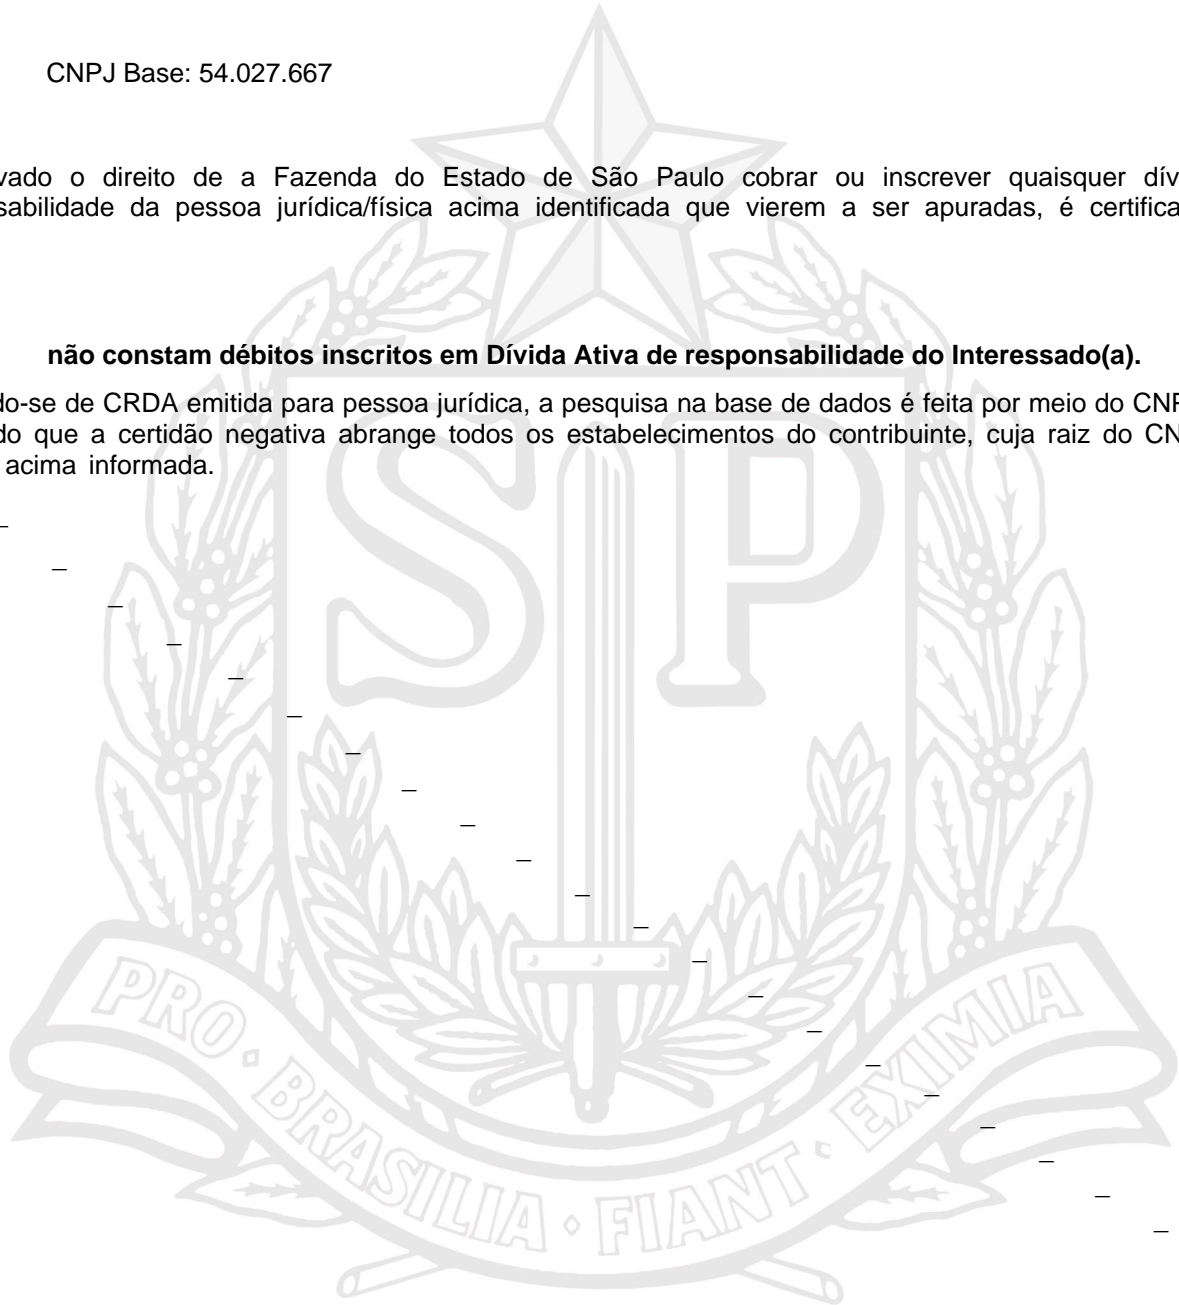 CNPJ Base: 54.027.667
vado o direito de a Fazenda do Estado de São Paulo cobrar ou inscrever quaisquer dív
sabilidade da pessoa jurídica/física acima identificada que vierem a ser apuradas, é certifica
não constam débitos inscritos em Dívida Ativa de responsabilidade do Interessado(a).
do-se de CRDA emitida para pessoa jurídica, a pesquisa na base de dados é feita por meio do CNP
do que a certidão negativa abrange todos os estabelecimentos do contribuinte, cuja raiz do CN
acima informada.
SP
PRO • BRASILIA • FIANT • EXIMIA